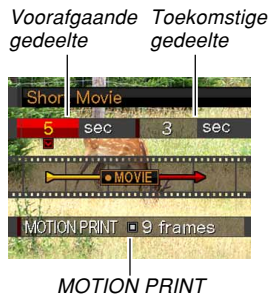 Voorafgaande Toekomstige
gedeelte gedeelte
Short Movie
5 sec 3 sec
MOVIE
MOTION PRINT 9 frames
MOTION PRINT